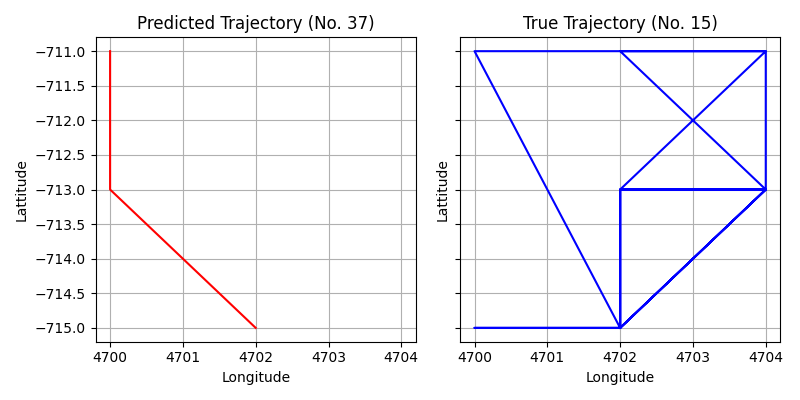 Predicted Trajectory (No. 37)
−711.0
−711.5
−712.0
−712.5
−713.0
−713.5
−714.0
−714.5
−715.0
Lattitude
4700 4701 4702 4703 4704
Longitude
True Trajectory (No. 15)
Lattitude
4700 4701 4702 4703 4704
Longitude